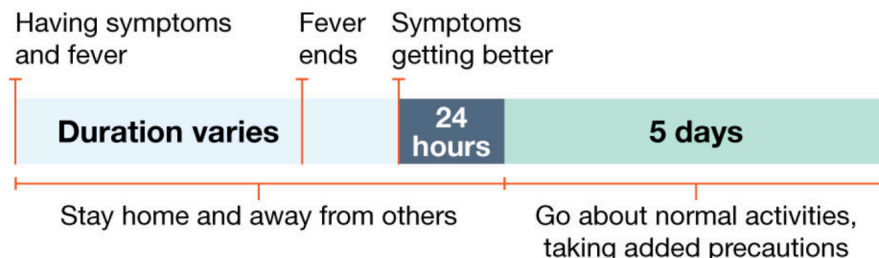 Having symptoms
and fever
Fever
ends
Symptoms
getting better
Duration varies
24
hours
5 days
Stay home and away from others
Go about normal activities,
taking added precautions